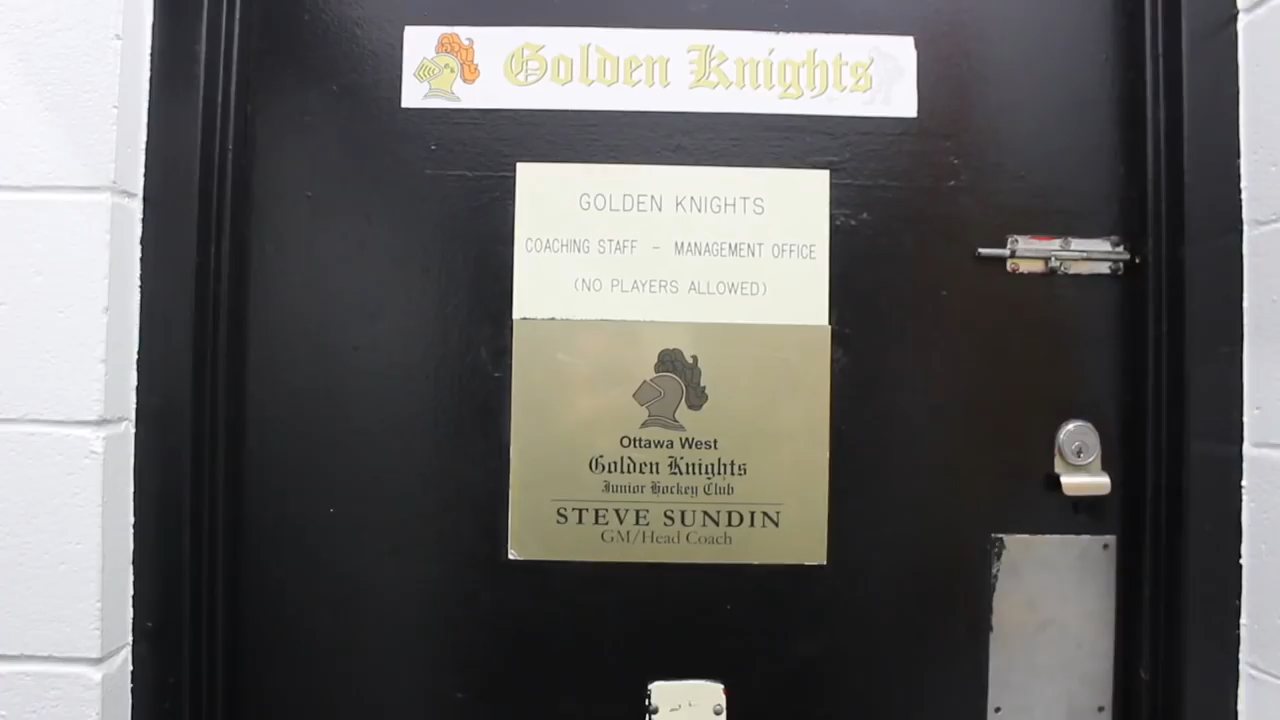 Golden Knights
GOLDEN KNIGHTS
COACHING STAFF - MANAGEMENT OFFICE
(NO PLAYERS ALLOWED)
Ottawa West
Golden Knights
Junior Hockey Club
STEVE SUNDIN
GM/Head Coach